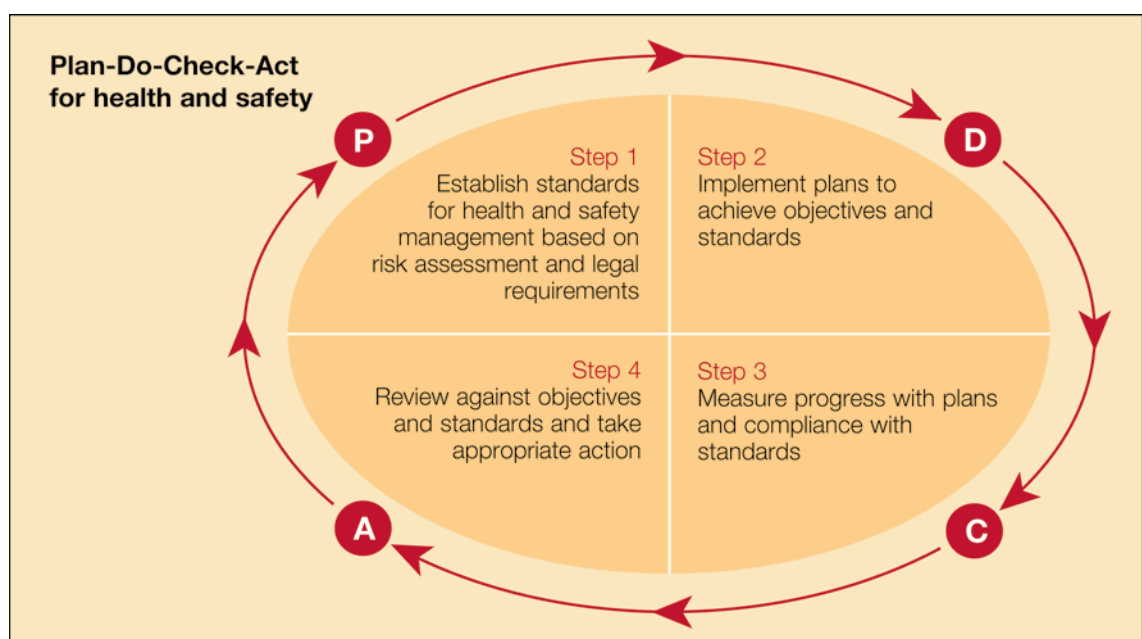 Plan-Do-Check-Act
for health and safety
P
D
Step 1
Establish standards
for health and safety
management based on
risk assessment and legal
requirements
Step 2
Implement plans to
achieve objectives and
standards
Step 4
Review against objectives
and standards and take
appropriate action
Step 3
Measure progress with plans
and compliance with
standards
A
C